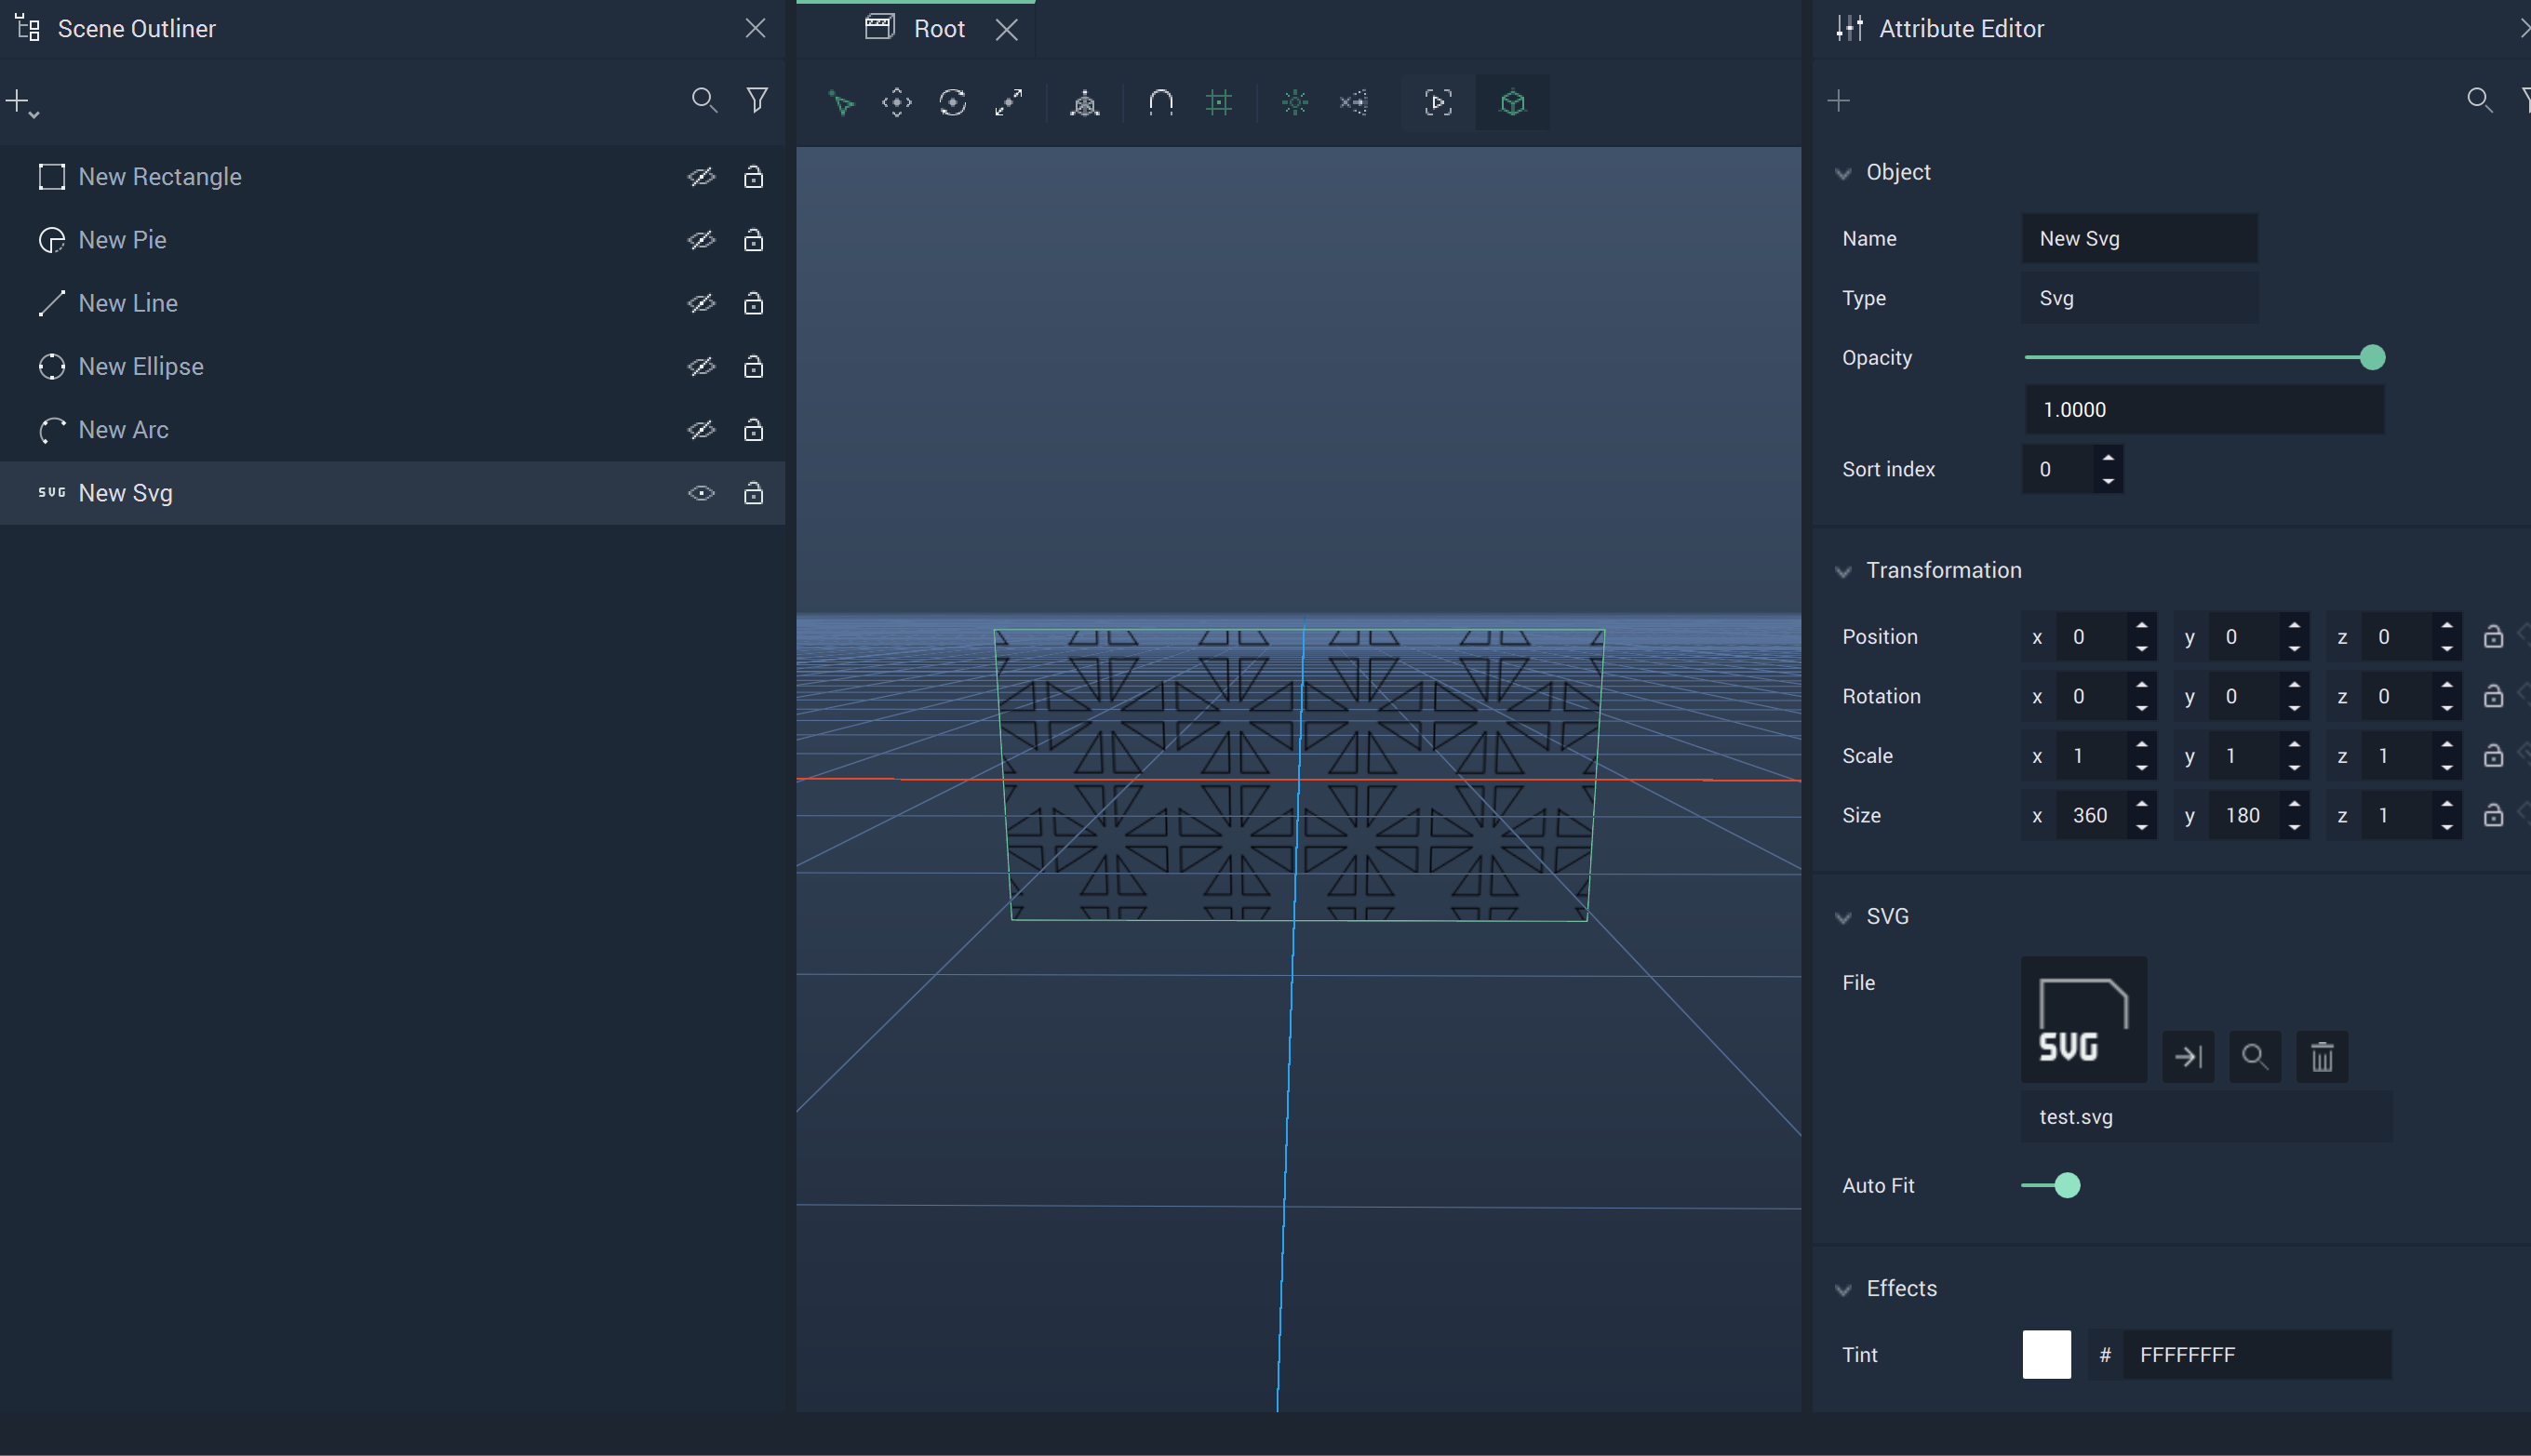 Scene Outliner
New Rectangle
New Pie
New Line
New Ellipse
New Arc
SVG New Svg
Root
Attribute Editor
Object
Name New Svg
Type Svg
Opacity
1.0000
Sort index 0
Transformation
Position x 0 y 0 z 0
Rotation x 0 y 0 z 0
Scale x 1 y 1 z 1
Size x 360 y 180 z 1
SVG
File
SVG
test.svg
Auto Fit
Effects
Tint # FFFFFFFF